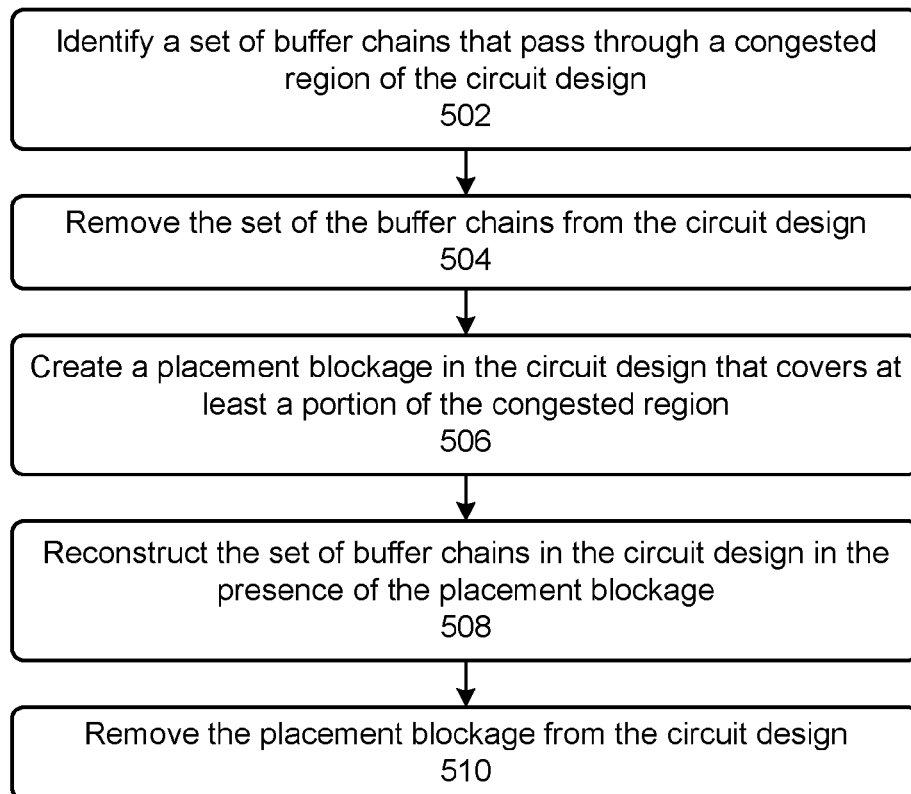 Identify a set of buffer chains that pass through a congested
region of the circuit design
502
Remove the set of the buffer chains from the circuit design
504
Create a placement blockage in the circuit design that covers at
least a portion of the congested region
506
Reconstruct the set of buffer chains in the circuit design in the
presence of the placement blockage
508
Remove the placement blockage from the circuit design
510